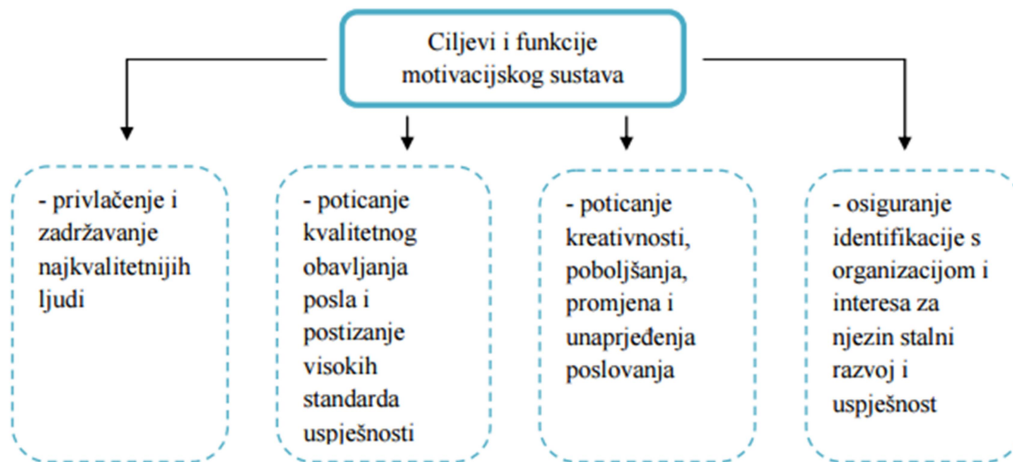 Ciljevi i funkcije
motivacijskog sustava
- privlačenje i
zadržavanje
najkvalitetnijih
ljudi
- poticanje
kvalitetnog
obavljanja
posla i
postizanje
visokih
standarda
uspješnosti
- poticanje
kreativnosti,
poboljšanja,
promjena i
unaprjeđenja
poslovanja
- osiguranje
identifikacije s
organizacijom i
interesa za
njezin stalni
razvoj i
uspješnost